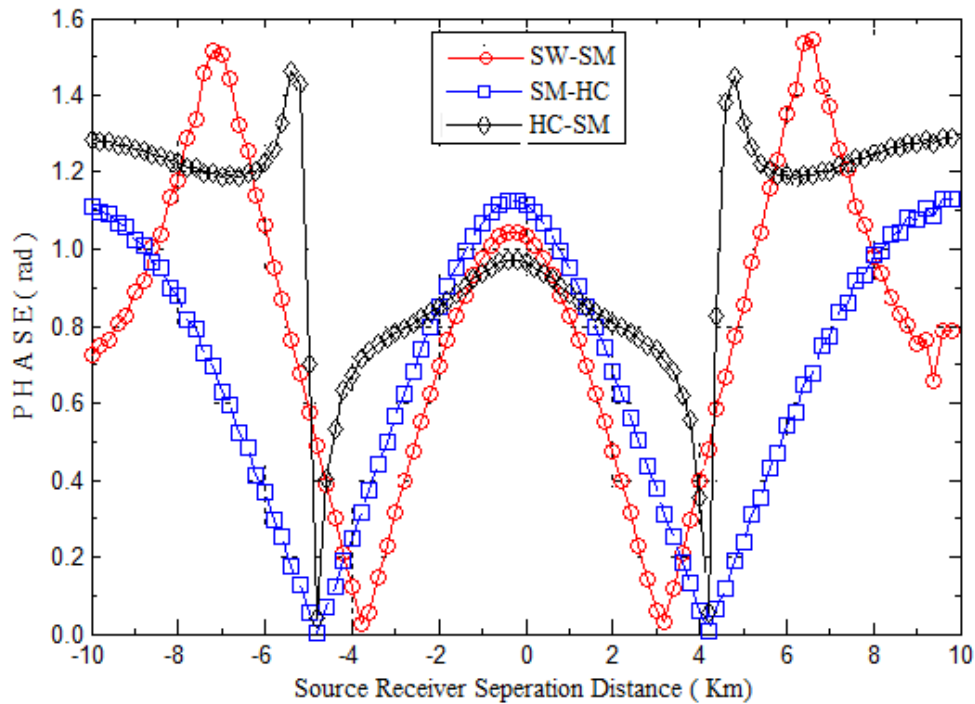 1.6
1.4
1.2
1.0
0.8
0.6
0.4
0.2
0.0
P H A S E ( rad )
SW-SM
SM-HC
HC-SM
-10 -8 -6 -4 -2 0 2 4 6 8 10
Source Receiver Seperation Distance ( Km)